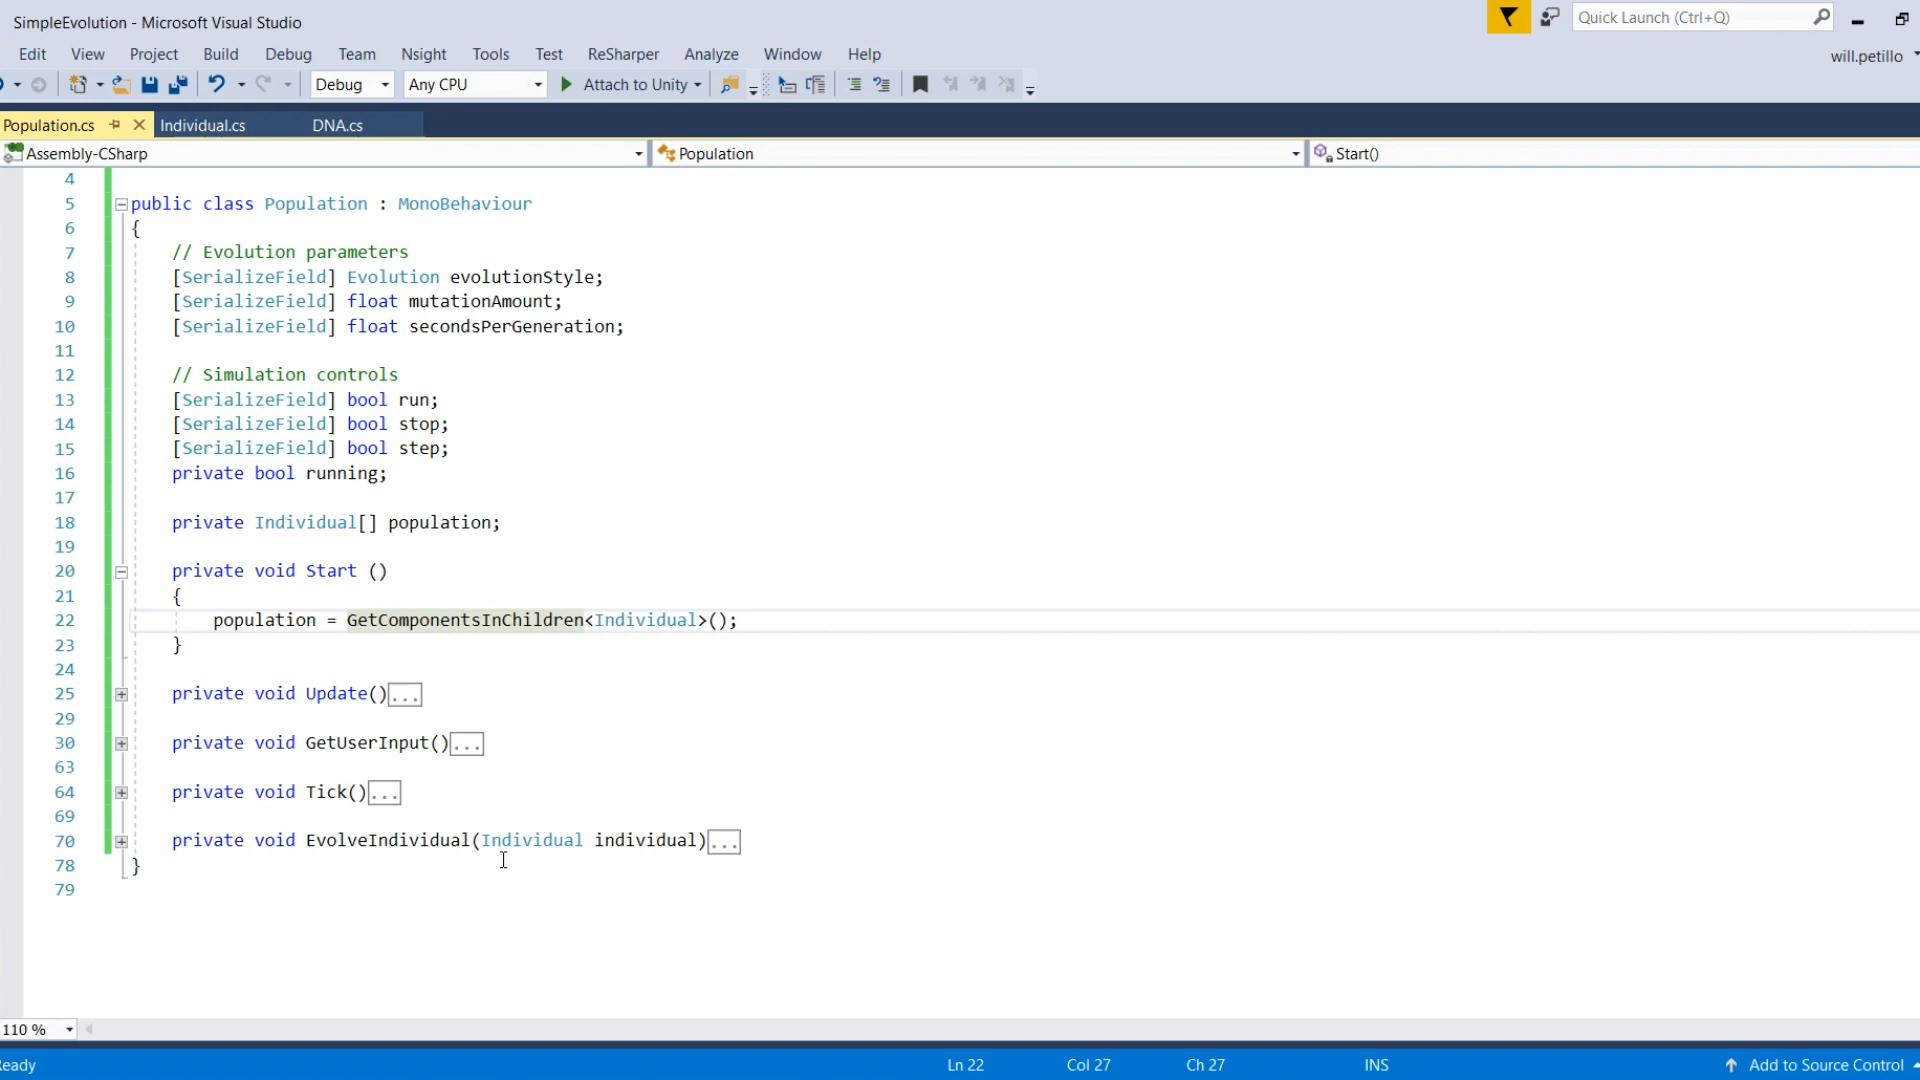 SimpleEvolution - Microsoft Visual Studio
Quick Launch (Ctrl+Q)
Edit View Project Build Debug Team Nsight Tools Test ReSharper Analyze Window Help
will.petillo
Debug Any CPU Attach to Unity
Population.cs Individual.cs DNA.cs
Assembly-CSharp Population Start()
4
5 public class Population : MonoBehaviour
6 {
7 // Evolution parameters
8 [SerializeField] Evolution evolutionStyle;
9 [SerializeField] float mutationAmount;
10 [SerializeField] float secondsPerGeneration;
11
12 // Simulation controls
13 [SerializeField] bool run;
14 [SerializeField] bool stop;
15 [SerializeField] bool step;
16 private bool running;
17
18 private Individual[] population;
19
20 private void Start ()
21 {
22 population = GetComponentsInChildren<Individual>();
23 }
24
25 private void Update()...
29
30 private void GetUserInput()...
63
64 private void Tick()...
69
70 private void EvolveIndividual(Individual individual)...
78 }
79
110 %
eady Ln 22 Col 27 Ch 27 INS Add to Source Control